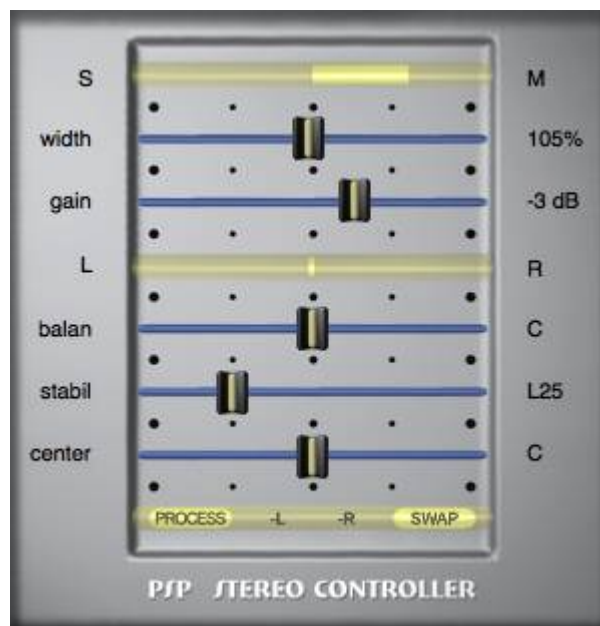 S M
width 105%
gain -3 dB
L R
balan C
stabil L25
center C
PROCESS -L -R SWAP
PSP STEREO CONTROLLER